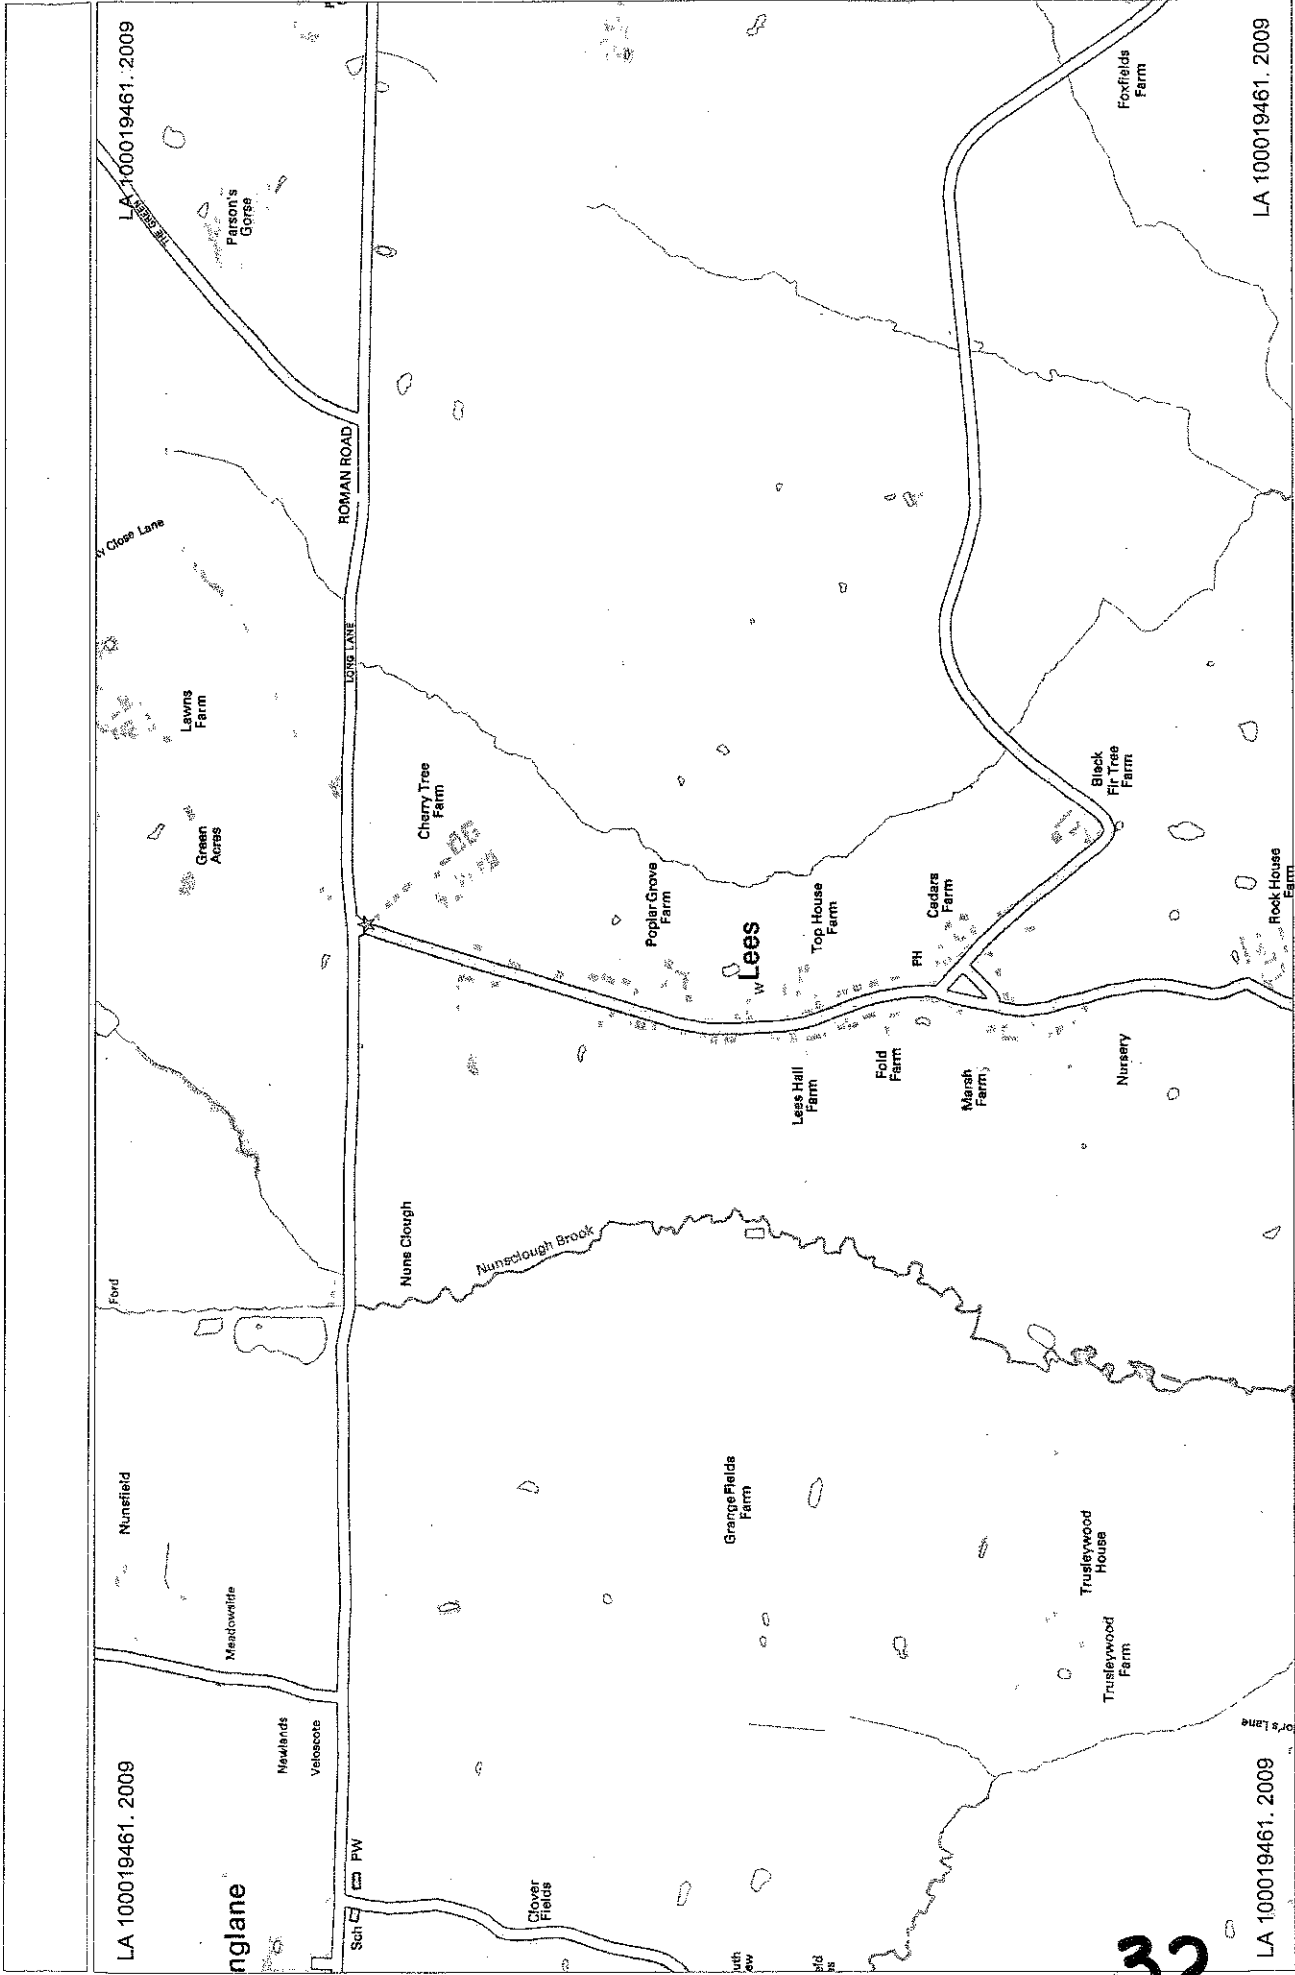 LA 100019461. 2009
LA 100019461. 2009
nglane
Newlands
Veloscote
Meadowside
Nunsfield
Ford
Green
Acres
Lawns
Farm
Close Lane
THE GREEN
Parson's
Gorse
Sch
PW
LONG LANE
ROMAN ROAD
Clover
Fields
Nuns Clough
Nunsclough Brook
Cherry Tree
Farm
Grange Fields
Farm
Poplar Grove
Farm
Lees
W
Lees Hall
Farm
Top House
Farm
Fold
Farm
PH
Cedars
Farm
Marsh
Farm
Nursery
Black
Fir Tree
Farm
Foxfields
Farm
Trusleywood
House
Trusleywood
Farm
or's Lane
Rook House
Farm
32
LA 100019461. 2009
LA 100019461. 2009